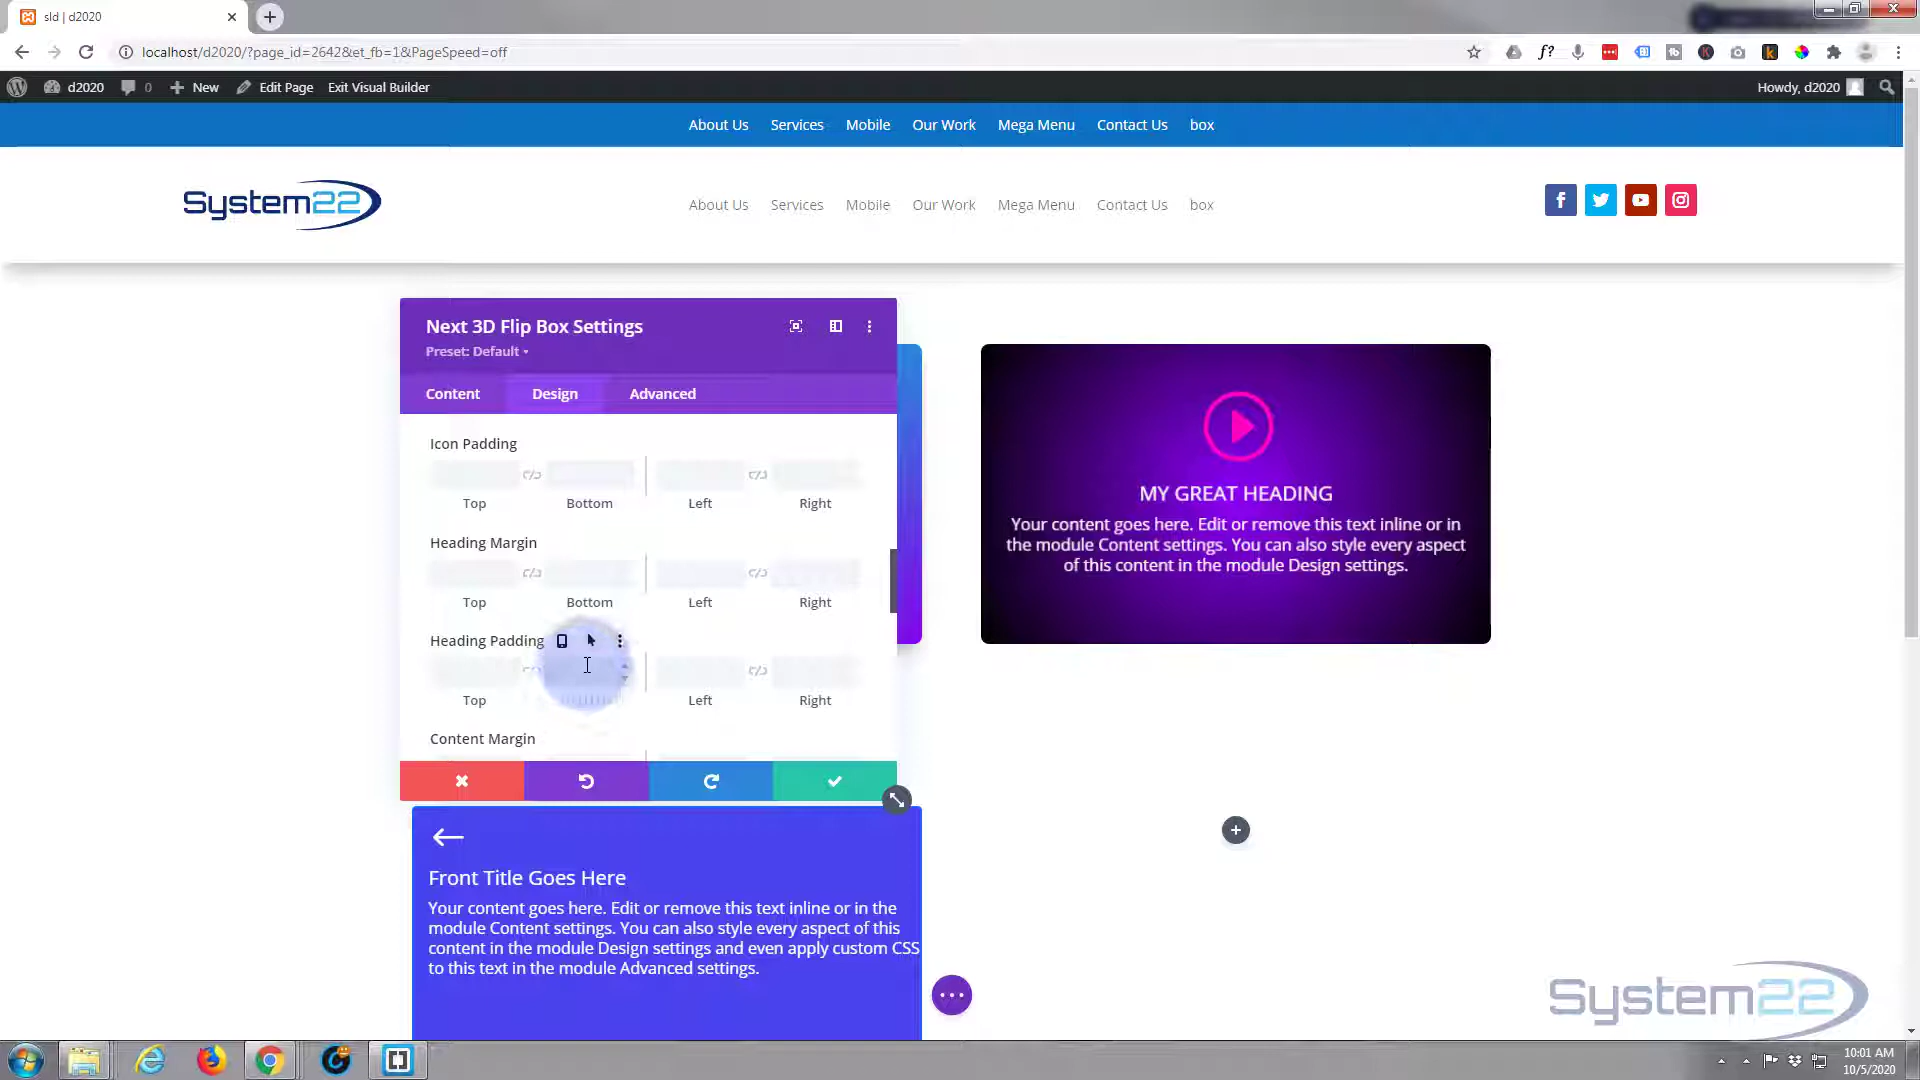 sld | d2020
localhost/d2020/?page_id=2642&et_fb=1&PageSpeed=off
d2020 0 New Edit Page Exit Visual Builder Howdy, d2020
About Us Services Mobile Our Work Mega Menu Contact Us box
System22 About Us Services Mobile Our Work Mega Menu Contact Us box
Next 3D Flip Box Settings
Preset: Default
Content Design Advanced
Icon Padding
Top Bottom Left Right
Heading Margin
Top Bottom Left Right
Heading Padding
Top Left Right
Content Margin
MY GREAT HEADING
Your content goes here. Edit or remove this text inline or in
the module Content settings. You can also style every aspect
of this content in the module Design settings.
Front Title Goes Here
Your content goes here. Edit or remove this text inline or in the
module Content settings. You can also style every aspect of this
content in the module Design settings and even apply custom CSS
to this text in the module Advanced settings.
System22
10:01 AM
10/5/2020